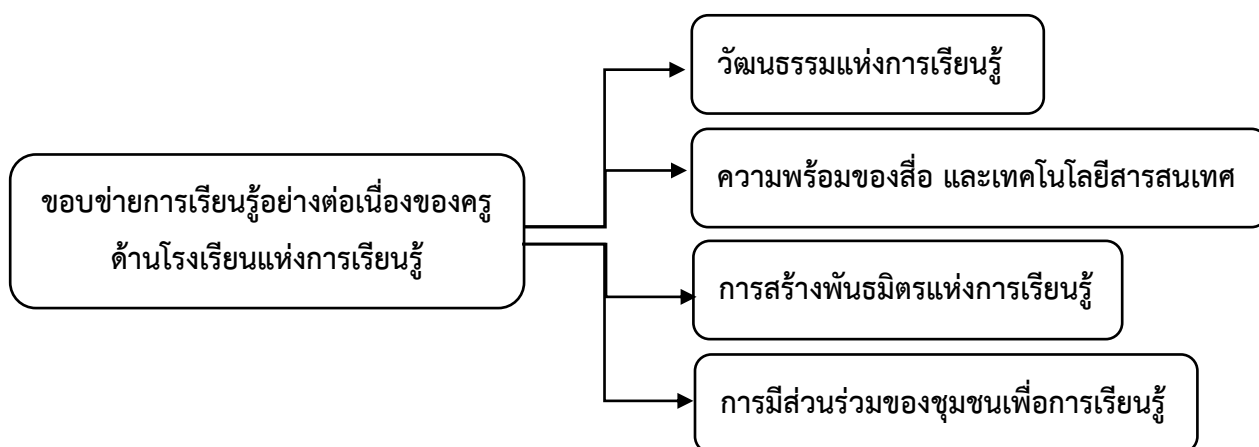 วัฒนธรรมแห่งการเรียนรู้
ความพร้อมของสื่อ และเทคโนโลยีสารสนเทศ
ขอบข่ายการเรียนรู้อย่างต่อเนื่องของครู
ด้านโรงเรียนแห่งการเรียนรู้
การสร้างพันธมิตรแห่งการเรียนรู้
การมีส่วนร่วมของชุมชนเพื่อการเรียนรู้